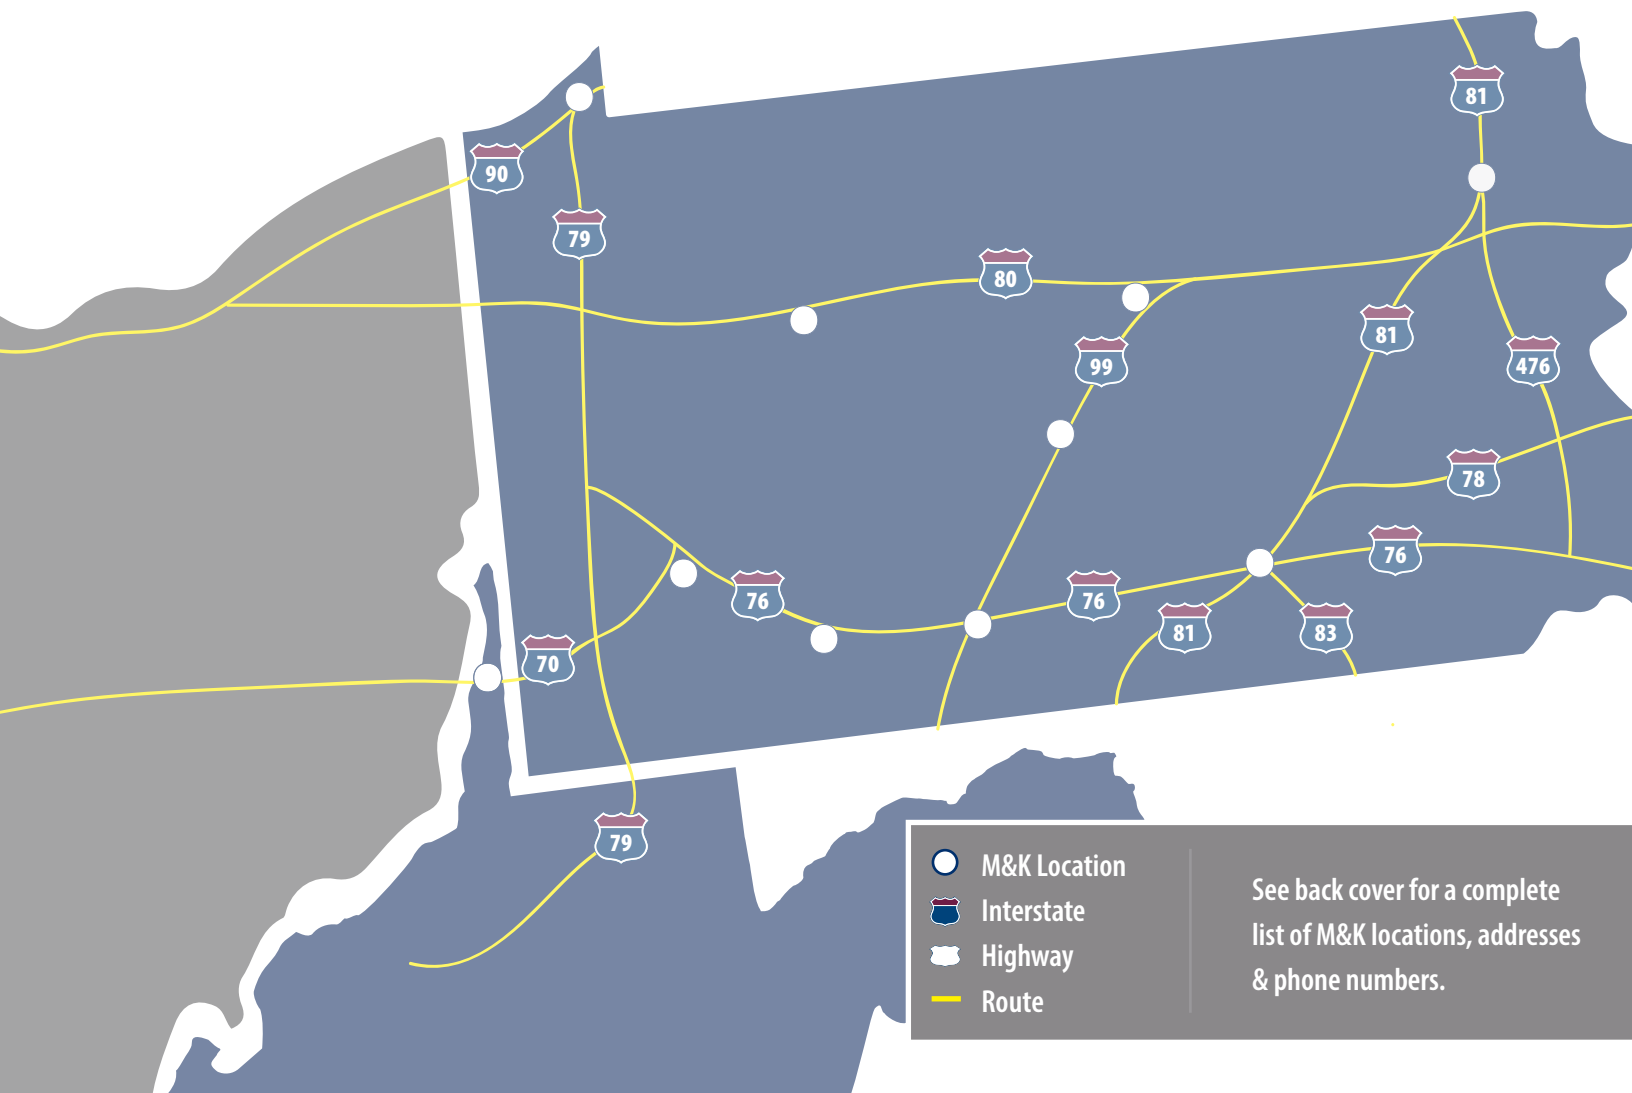 81
90
79
80
81
99
476
78
76
76
76
81
83
70
79
M&K Location
Interstate
Highway
Route
See back cover for a complete
list of M&K locations, addresses
& phone numbers.